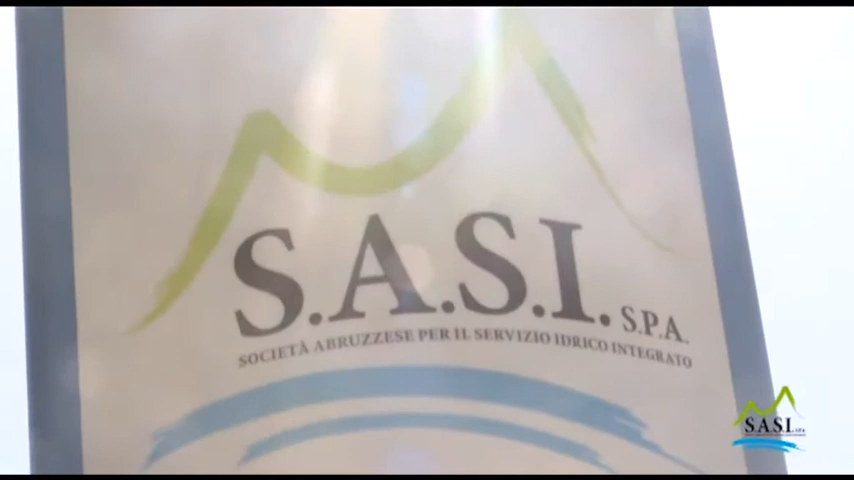 S.A.S.I. S.P.A.
SOCIETÀ ABRUZZESE PER IL SERVIZIO IDRICO INTEGRATO
S.A.S.I. S.P.A.